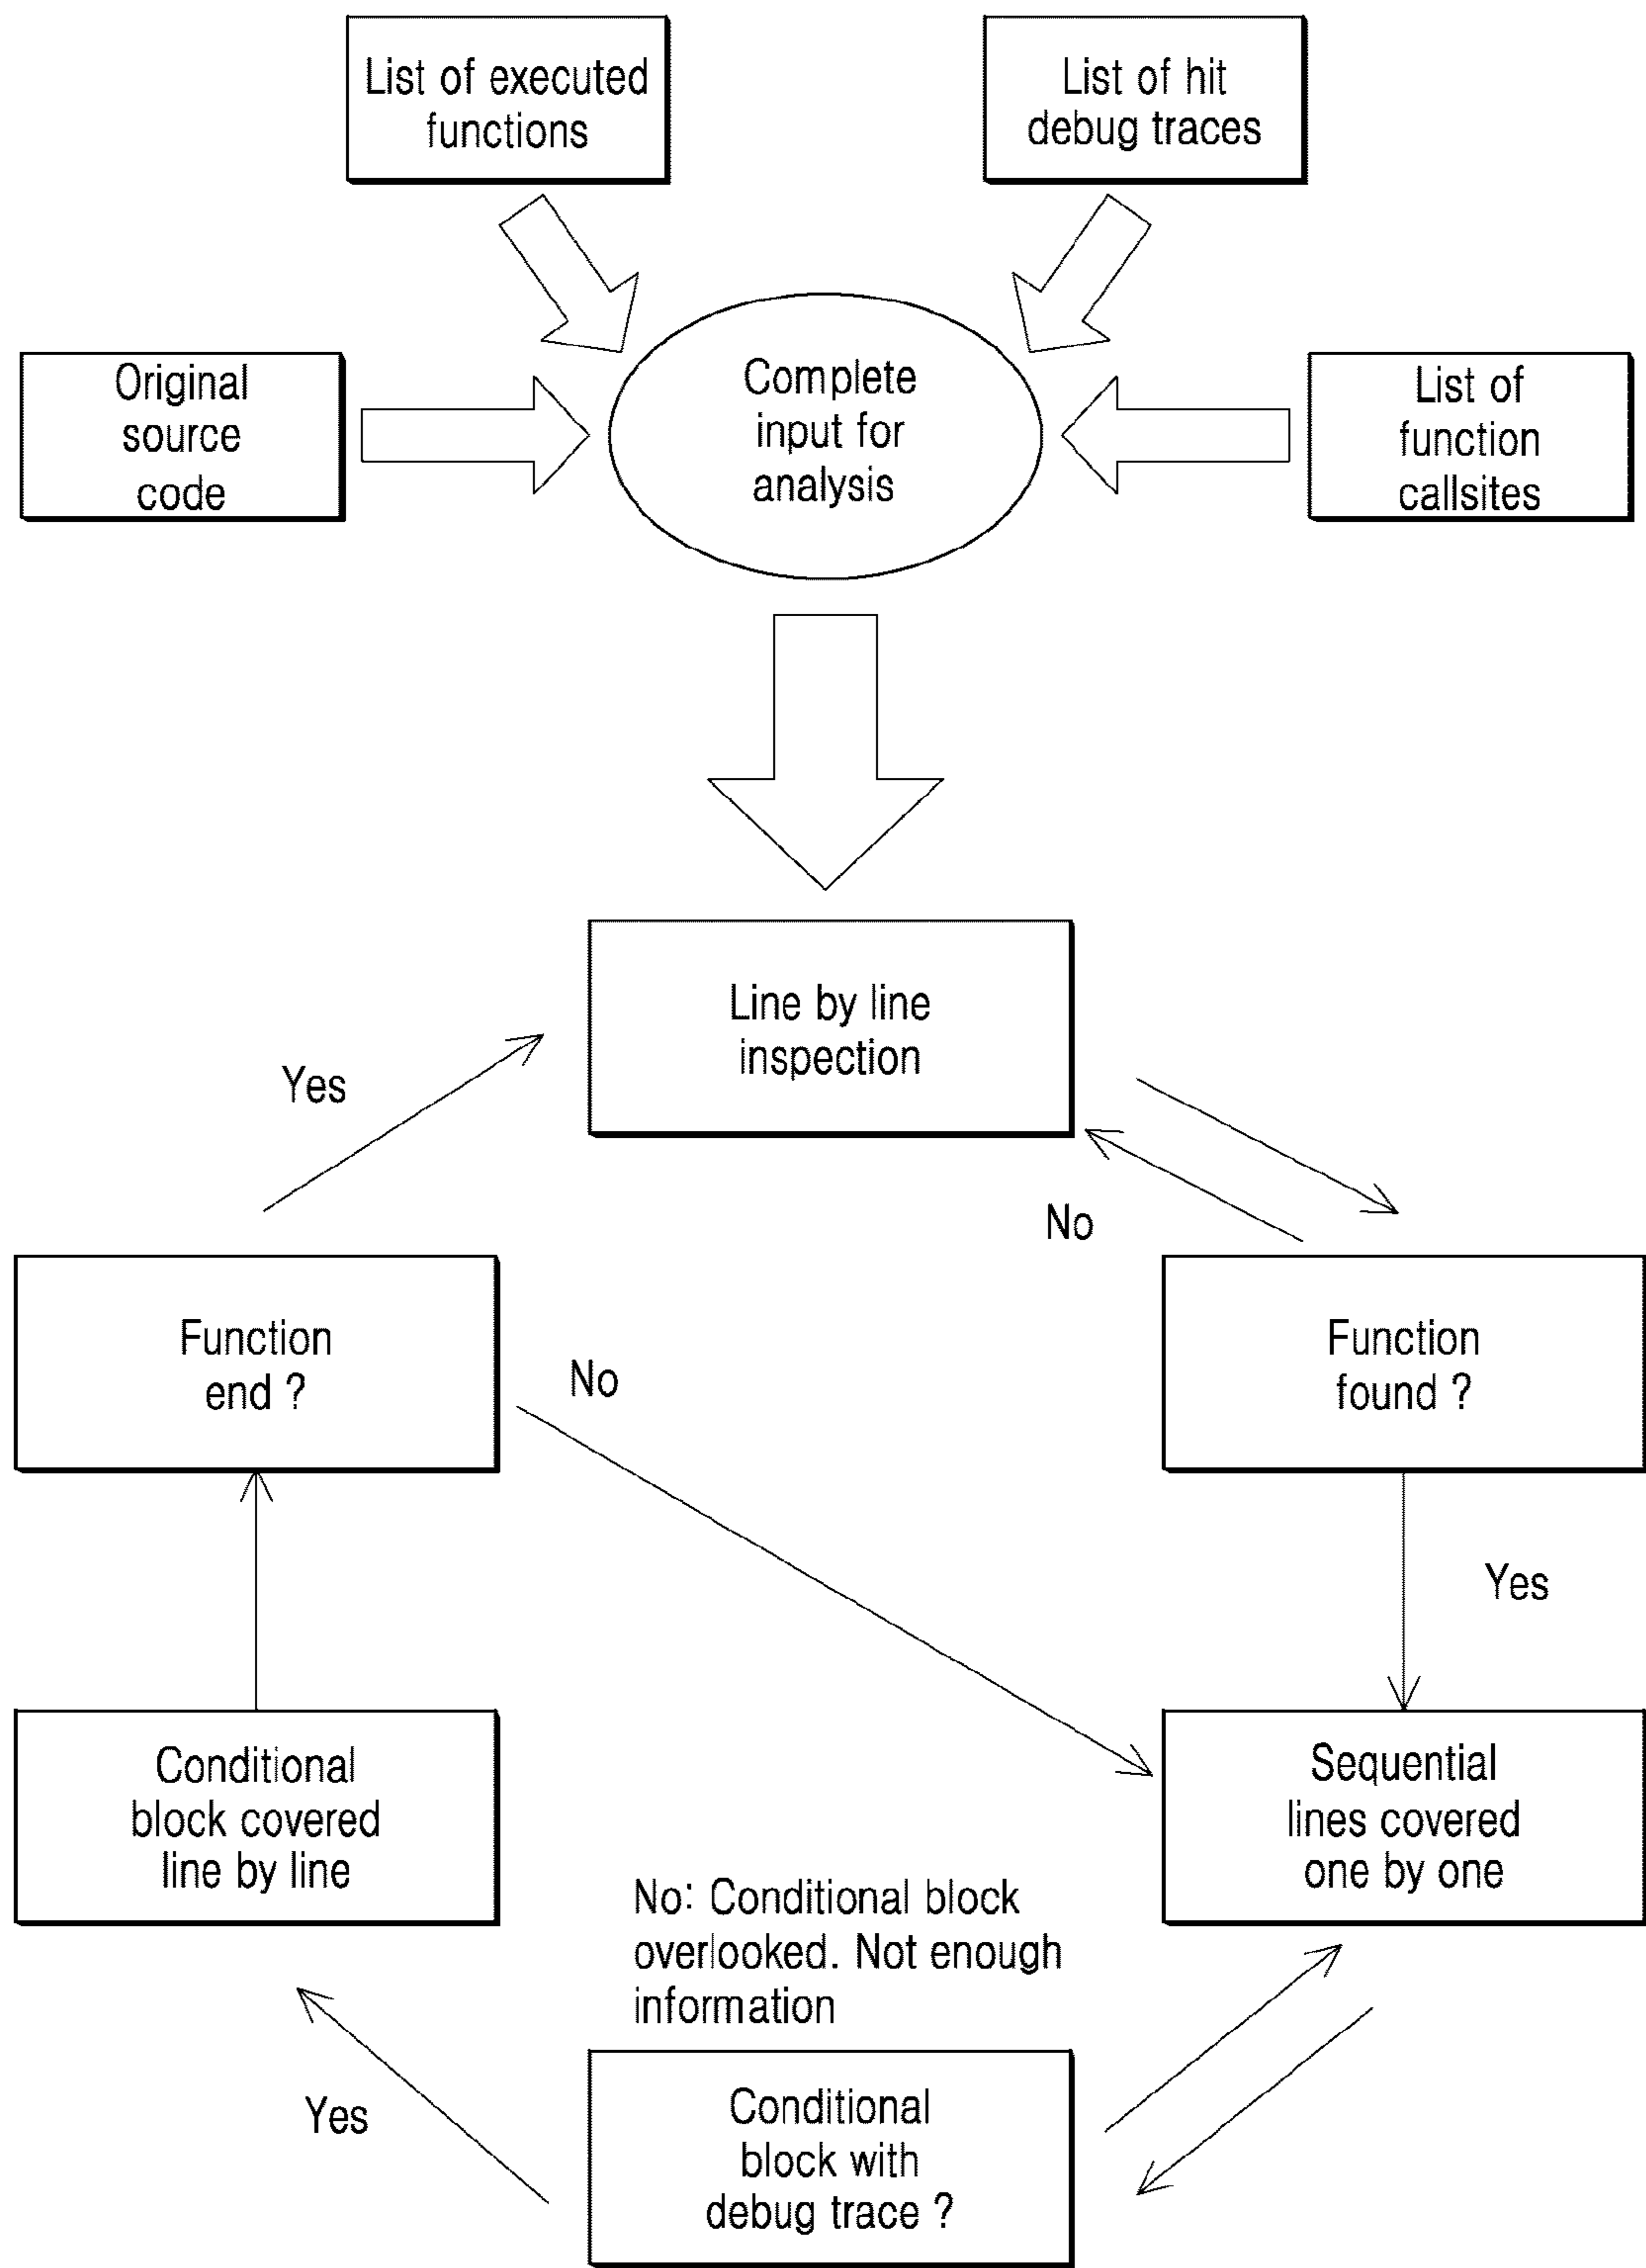 List of executed
functions
List of hit
debug traces
Original
source
code
Complete
input for
analysis
List of
function
callsites
Line by line
inspection
Yes
No
Function
end ?
No
Function
found ?
Yes
Conditional
block covered
line by line
Sequential
lines covered
one by one
No: Conditional block
overlooked. Not enough
information
Yes
Conditional
block with
debug trace ?